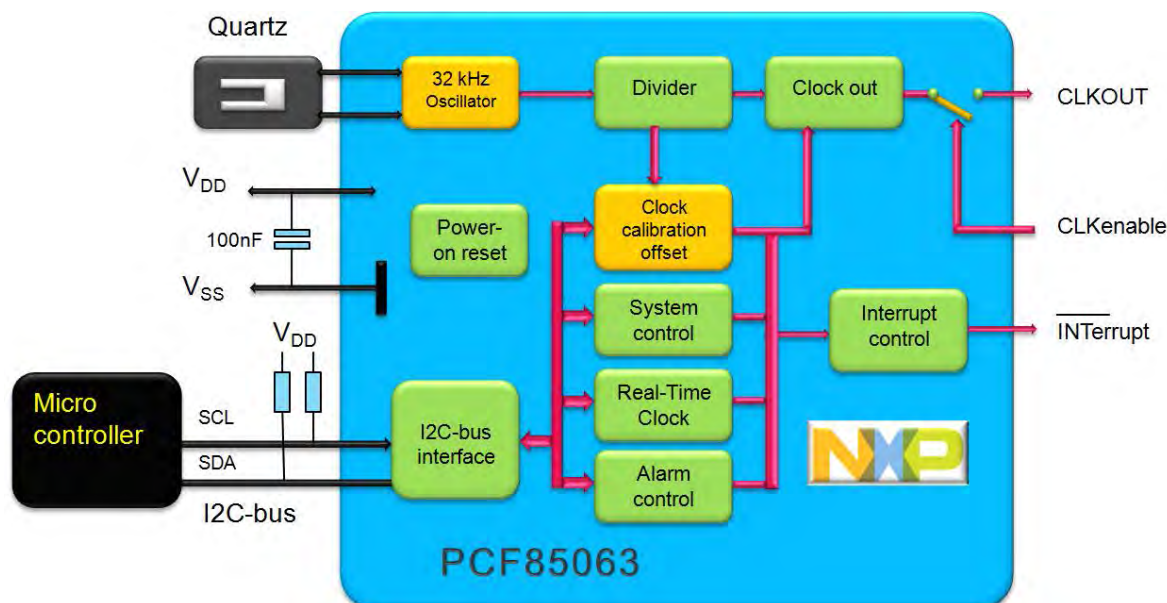 Quartz
32 kHz
Oscillator
Divider
Clock out
CLKOUT
VDD
100nF
VSS
Power-
on reset
Clock
calibration
offset
CLKenable
System
control
Interrupt
control
INTerrupt
VDD
Micro
controller
SCL
SDA
I2C-bus
I2C-bus
interface
Real-Time
Clock
Alarm
control
NXP
PCF85063